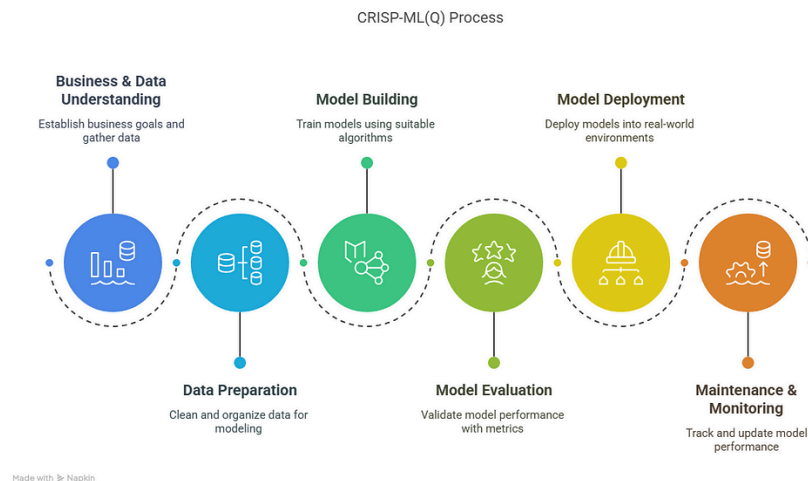 CRISP-ML(Q) Process
Business & Data
Understanding
Establish business goals and
gather data
Model Building
Train models using suitable
algorithms
Model Deployment
Deploy models into real-world
environments
Data Preparation
Clean and organize data for
modeling
Model Evaluation
Validate model performance
with metrics
Maintenance &
Monitoring
Track and update model
performance
Made with Napkin